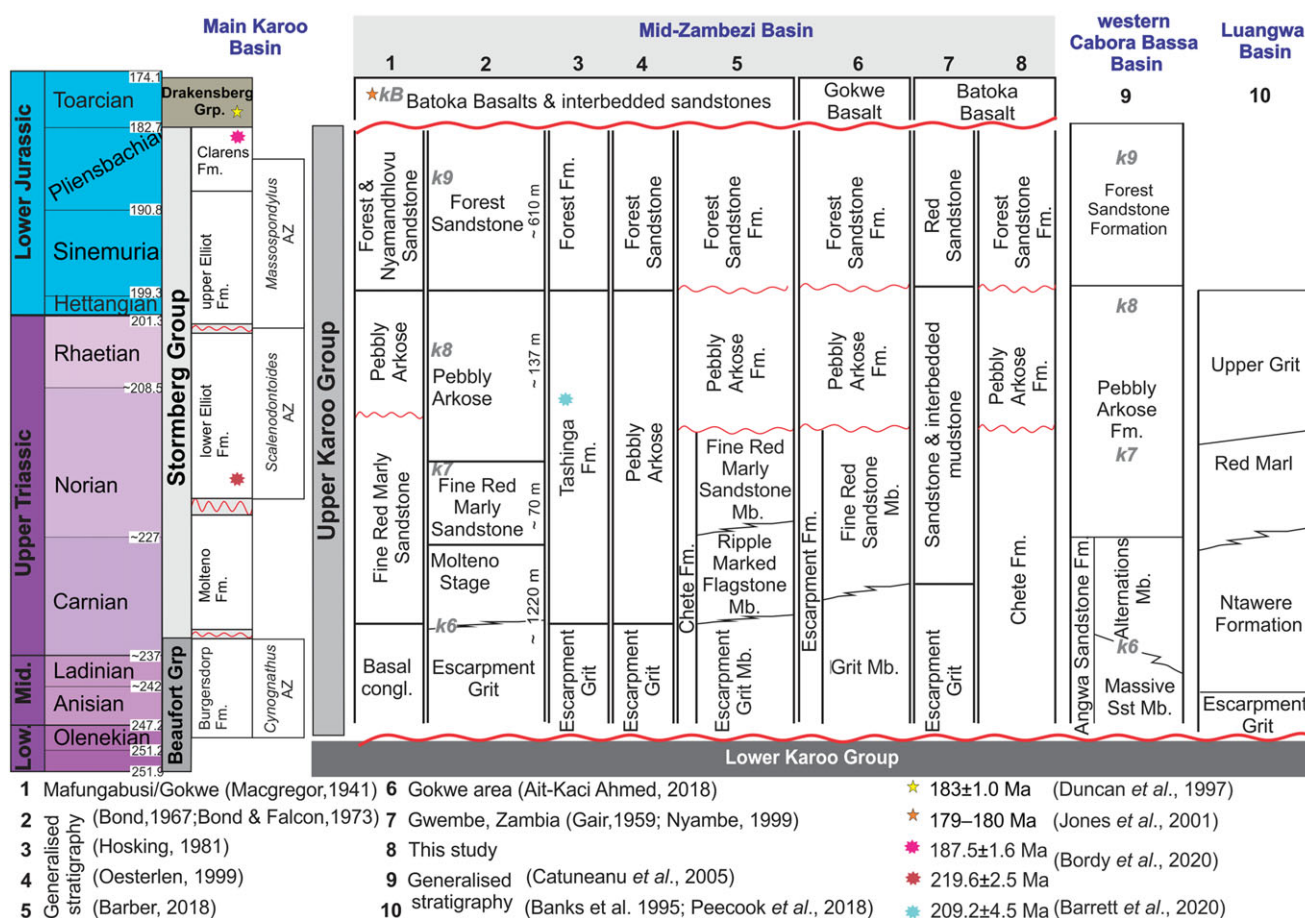 Main Karoo
Basin
Mid-Zambezi Basin
western
Cabora Bassa
Basin
Luangwa
Basin
1 2 3 4 5 6 7 8 9 10
Lower Jurassic
Upper Triassic
Mid.
Low.
174.1
Toarcian
182.7
Pliensbachian
190.8
Sinemuria
199.3
Hettangian
201.3
Rhaetian
~208.5
Norian
~227
Carnian
~237
Ladinian
~242
Anisian
247.2
Olenekian
251.2
251.9
Stormberg Group
Beaufort Grp
Drakensberg
Grp.
Clarens
Fm.
upper Elliot
Fm.
lower Elliot
Fm.
Molteno
Fm.
Burgersdorp
Fm.
Massospondylus
AZ
Scalenodontoides
AZ
Cynognathus
AZ
Upper Karoo Group
Lower Karoo Group
kB Batoka Basalts & interbedded sandstones
Gokwe
Basalt
Batoka
Basalt
Forest &
Nyamandhlovu
Sandstone
Pebbly
Arkose
Fine Red Marly
Sandstone
Basal
congl.
k9
Forest
Sandstone
~ 610 m
k8
Pebbly
Arkose
~ 137 m
k7
Fine Red
Marly
Sandstone
~ 70 m
Molteno
Stage
k6
~ 1220 m
Escarpment
Grit
Forest Fm.
Tashinga
Fm.
Escarpment
Grit
Forest
Sandstone
Pebbly
Arkose
Escarpment
Grit
Forest
Sandstone
Fm.
Pebbly
Arkose
Fm.
Chete Fm.
Fine Red
Marly
Sandstone
Mb.
Ripple
Marked
Flagstone
Mb.
Escarpment
Grit Mb.
Forest
Sandstone
Fm.
Pebbly
Arkose
Fm.
Escarpment Fm.
Fine Red
Sandstone
Mb.
Grit Mb.
Red
Sandstone
Sandstone & interbedded
mudstone
Escarpment
Grit
Forest
Sandstone
Fm.
Pebbly
Arkose
Fm.
Chete Fm.
k9
Forest
Sandstone
Formation
k8
Pebbly
Arkose
Fm.
k7
Angwa Sandstone Fm.
Alternations
Mb.
k6
Massive
Sst Mb.
Upper Grit
Red Marl
Ntawere
Formation
Escarpment
Grit
1 Mafungabusi/Gokwe (Macgregor,1941)
Generalised
stratigraphy
2 (Bond,1967;Bond & Falcon,1973)
3 (Hosking, 1981)
4 (Oesterlen, 1999)
5 (Barber, 2018)
6 Gokwe area (Ait-Kaci Ahmed, 2018)
7 Gwembe, Zambia (Gair,1959; Nyambe, 1999)
8 This study
Generalised
stratigraphy
9 (Catuneanu et al., 2005)
10 (Banks et al. 1995; Peecook et al., 2018)
183±1.0 Ma (Duncan et al., 1997)
179–180 Ma (Jones et al., 2001)
187.5±1.6 Ma
(Bordy et al., 2020)
219.6±2.5 Ma
209.2±4.5 Ma (Barrett et al., 2020)